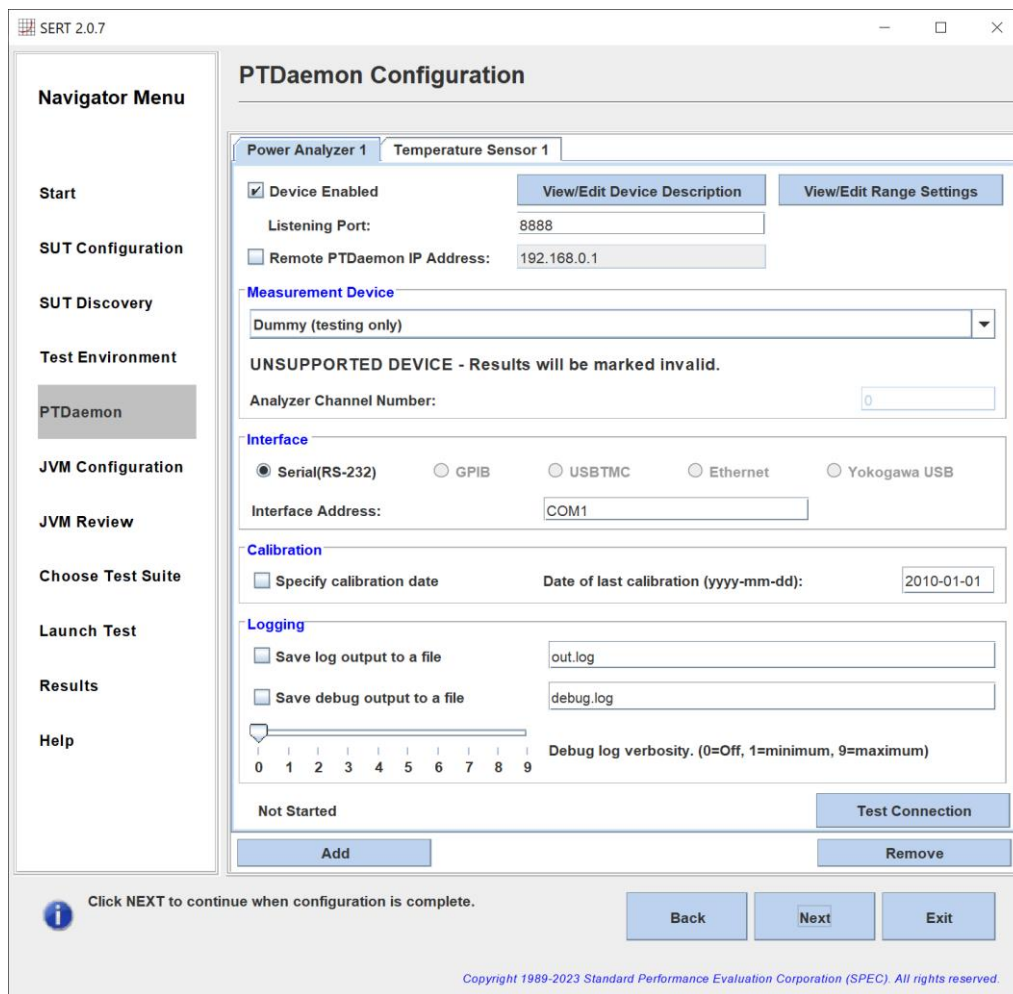 SERT 2.0.7
Navigator Menu
Start
SUT Configuration
SUT Discovery
Test Environment
PTDaemon
JVM Configuration
JVM Review
Choose Test Suite
Launch Test
Results
Help
PTDaemon Configuration
Power Analyzer 1 Temperature Sensor 1
Device Enabled View/Edit Device Description View/Edit Range Settings
Listening Port: 8888
Remote PTDaemon IP Address: 192.168.0.1
Measurement Device
Dummy (testing only)
UNSUPPORTED DEVICE - Results will be marked invalid.
Analyzer Channel Number: 0
Interface
Serial(RS-232) GPIB USBTMC Ethernet Yokogawa USB
Interface Address: COM1
Calibration
Specify calibration date Date of last calibration (yyyy-mm-dd): 2010-01-01
Logging
Save log output to a file out.log
Save debug output to a file debug.log
0 1 2 3 4 5 6 7 8 9 Debug log verbosity. (0=Off, 1=minimum, 9=maximum)
Not Started Test Connection
Add Remove
Click NEXT to continue when configuration is complete. Back Next Exit
Copyright 1989-2023 Standard Performance Evaluation Corporation (SPEC). All rights reserved.